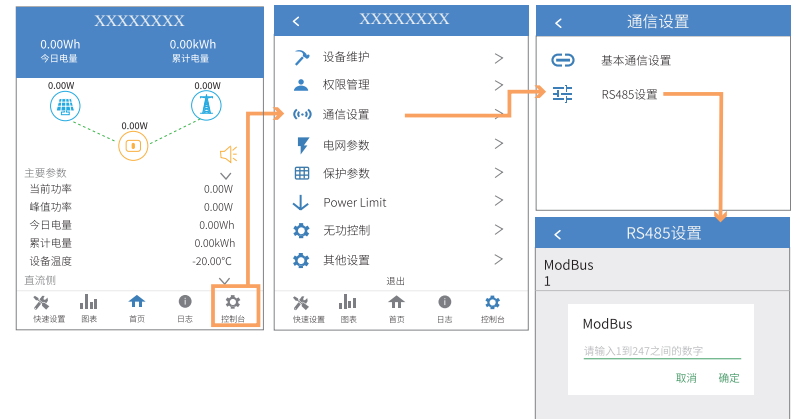 XXXXXXXX
0.00Wh
0.00kWh
今日电量
累计电量
0.00W
0.00W
0.00W
主要参数
当前功率
0.00W
峰值功率
0.00W
今日电量
0.00Wh
累计电量
0.00kWh
设备温度
-20.00℃
直流侧
快速设置
图表
首页
日志
控制台
XXXXXXXX
设备维护
权限管理
通信设置
电网参数
保护参数
Power Limit
无功控制
其他设置
退出
快速设置
图表
首页
日志
控制台
通信设置
基本通信设置
RS485设置
RS485设置
ModBus
1
ModBus
请输入1到247之间的数字
取消
确定